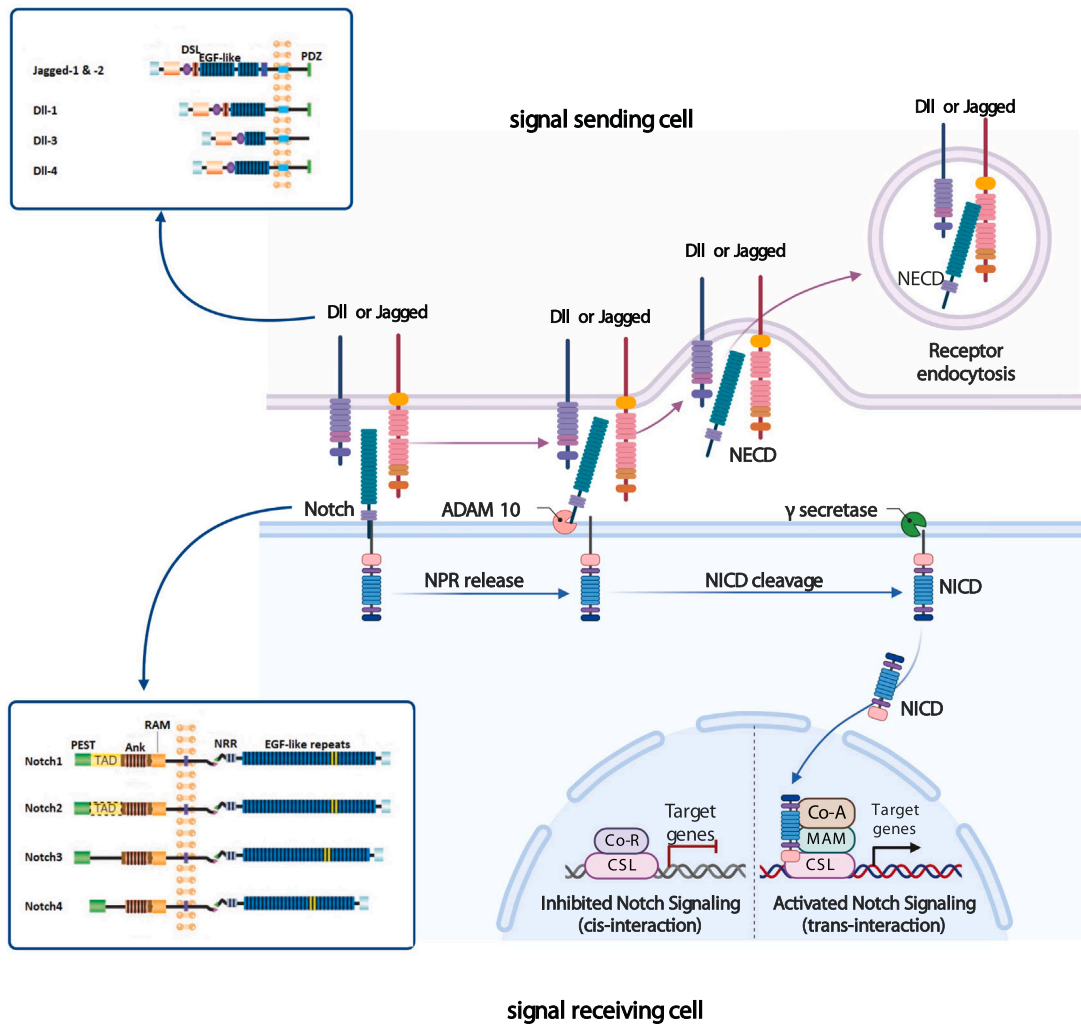 DSL
EGF-like
PDZ
Jagged-1 & -2
Dll-1
Dll-3
Dll-4
signal sending cell
Dll or Jagged
NECD
Receptor
endocytosis
Dll or Jagged
NECD
Dll or Jagged
Dll or Jagged
Notch
ADAM 10
γ secretase
NPR release
NICD cleavage
NICD
NICD
RAM
PEST
Ank
NRR
EGF-like repeats
Notch1
TAD
Notch2
TAD
Notch3
Notch4
Target
genes
Co-R
CSL
Inhibited Notch Signaling
(cis-interaction)
Co-A
MAM
CSL
Target
genes
Activated Notch Signaling
(trans-interaction)
signal receiving cell